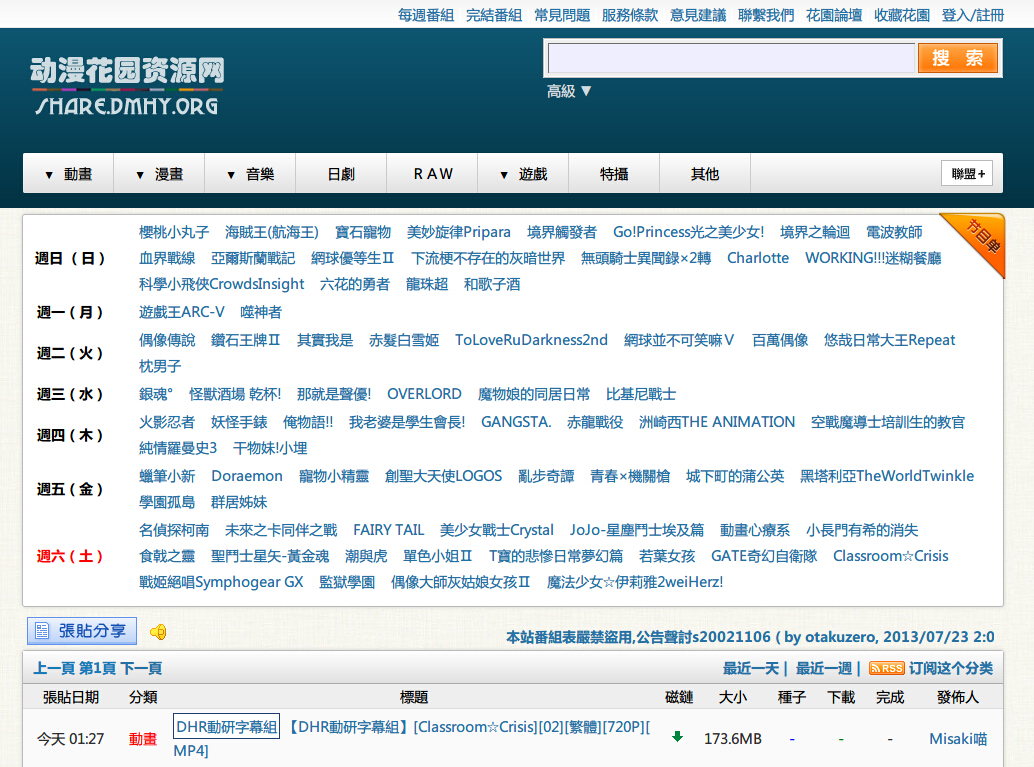 每週番組 完結番組 常見問題 服務條款 意見建議 聯繫我們 花園論壇 收藏花園 登入/註冊
动漫花园资源网
SHARE.DMHY.ORG
搜 索
高級 ▼
▼ 動畫 ▼ 漫畫 ▼ 音樂 日劇 RAW ▼ 遊戲 特攝 其他 聯盟+
节目单
週日（日） 櫻桃小丸子 海賊王(航海王) 寶石寵物 美妙旋律Pripara 境界觸發者 Go!Princess光之美少女! 境界之輪迴 電波教師
血界戰線 亞爾斯蘭戰記 網球優等生Ⅱ 下流梗不存在的灰暗世界 無頭騎士異聞錄×2轉 Charlotte WORKING!!!迷糊餐廳
科學小飛俠CrowdsInsight 六花的勇者 龍珠超 和歌子酒
週一（月） 遊戲王ARC-V 噬神者
週二（火） 偶像傳說 鑽石王牌Ⅱ 其實我是 赤髮白雪姬 ToLoveRuDarkness2nd 網球並不可笑嘛Ⅴ 百萬偶像 悠哉日常大王Repeat
枕男子
週三（水） 銀魂° 怪獸酒場 乾杯! 那就是聲優! OVERLORD 魔物娘的同居日常 比基尼戰士
週四（木） 火影忍者 妖怪手錶 俺物語!! 我老婆是學生會長! GANGSTA. 赤龍戰役 洲崎西THE ANIMATION 空戰魔導士培訓生的教官
純情羅曼史3 干物妹!小埋
週五（金） 蠟筆小新 Doraemon 寵物小精靈 創聖大天使LOGOS 亂步奇譚 青春×機關槍 城下町的蒲公英 黑塔利亞TheWorldTwinkle
學園孤島 群居姊妹
週六（土） 名偵探柯南 未來之卡同伴之戰 FAIRY TAIL 美少女戰士Crystal JoJo-星塵鬥士埃及篇 動畫心療系 小長門有希的消失
食戟之靈 聖鬥士星矢-黃金魂 潮與虎 單色小姐Ⅱ T寶的悲慘日常夢幻篇 若葉女孩 GATE奇幻自衛隊 Classroom☆Crisis
戰姬絕唱Symphogear GX 監獄學園 偶像大師灰姑娘女孩Ⅱ 魔法少女☆伊莉雅2weiHerz!
張貼分享 本站番組表嚴禁盜用,公告聲討s20021106 ( by otakuzero, 2013/07/23 2:0
上一頁 第1頁 下一頁 最近一天 | 最近一週 | RSS 订阅这个分类
張貼日期 分類 標題 磁鏈 大小 種子 下載 完成 發佈人
今天 01:27 動畫 DHR動研字幕組 【DHR動研字幕組】[Classroom☆Crisis][02][繁體][720P][ 173.6MB - - - Misaki喵
MP4]